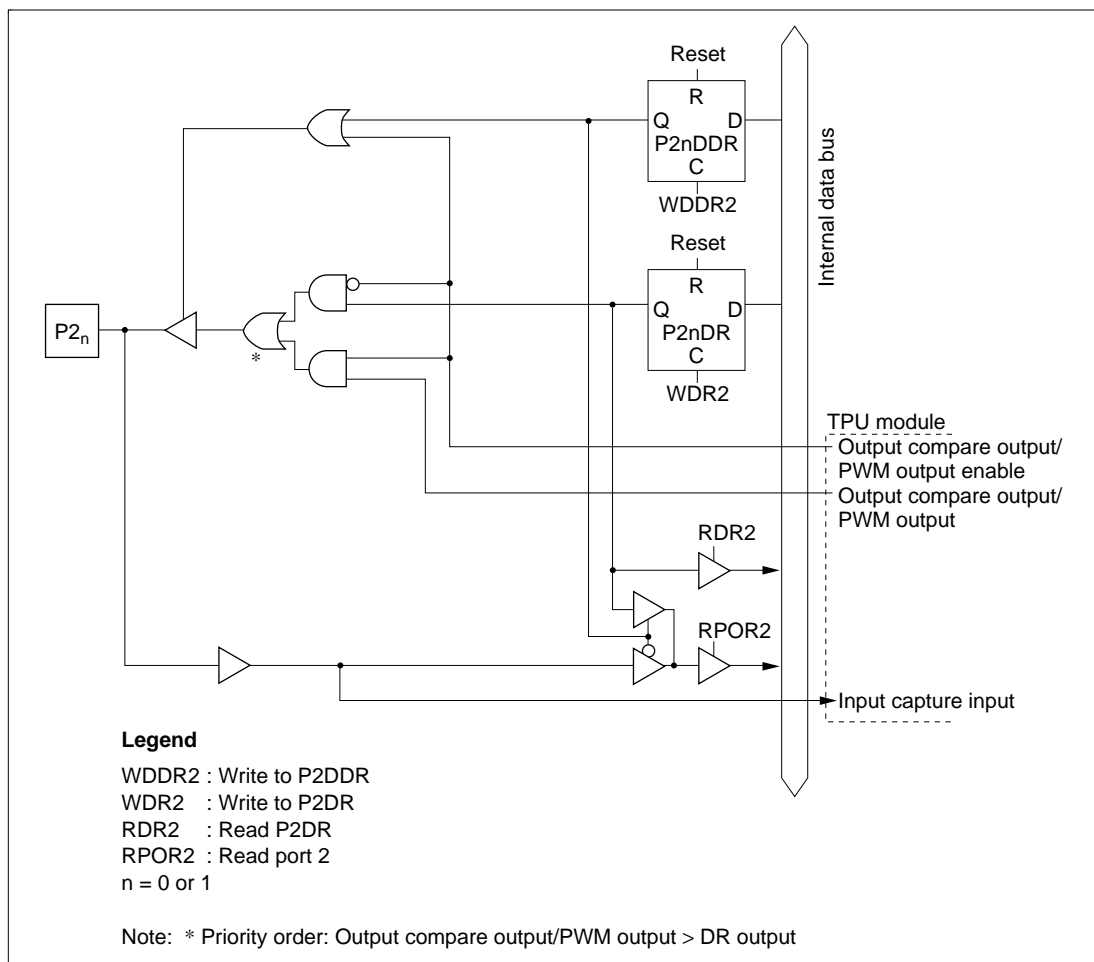 Reset
R
Q D
P2nDDR
C
WDDR2
Reset
R
Q D
P2nDR
C
WDR2
Internal data bus
P2n
*
TPU module
Output compare output/
PWM output enable
Output compare output/
PWM output
RDR2
RPOR2
Input capture input
Legend
WDDR2 : Write to P2DDR
WDR2 : Write to P2DR
RDR2 : Read P2DR
RPOR2 : Read port 2
n = 0 or 1
Note: * Priority order: Output compare output/PWM output > DR output